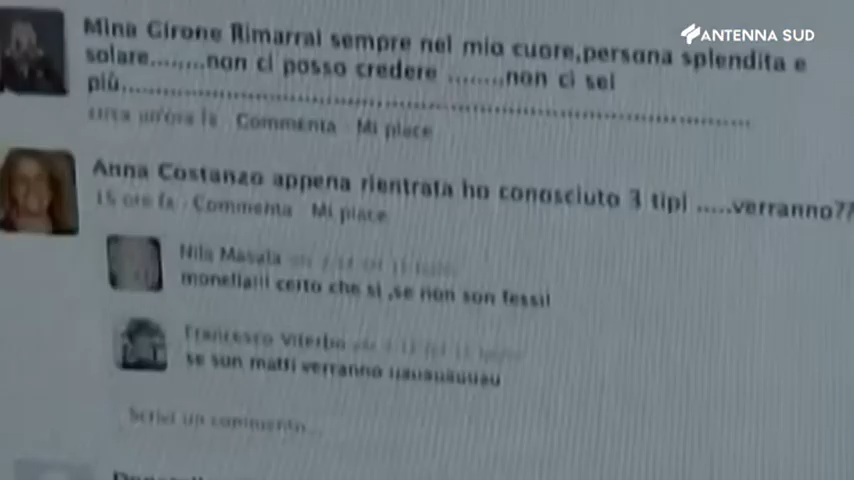 ANTENNA SUD
Mina Girone Rimarrai sempre nel mio cuore,persona splendita e
solare........non ci posso credere ........non ci sei
più..........................................................................................
circa un'ora fa · Commenta · Mi piace
Anna Costanzo appena rientrata ho conosciuto 3 tipi .....verranno??
15 ore fa · Commenta · Mi piace
Nila Masala
monella!!! certo che si ,se non son fessi!
Francesco Viterbo
se son matti verranno uauauauuau
Scrivi un commento...